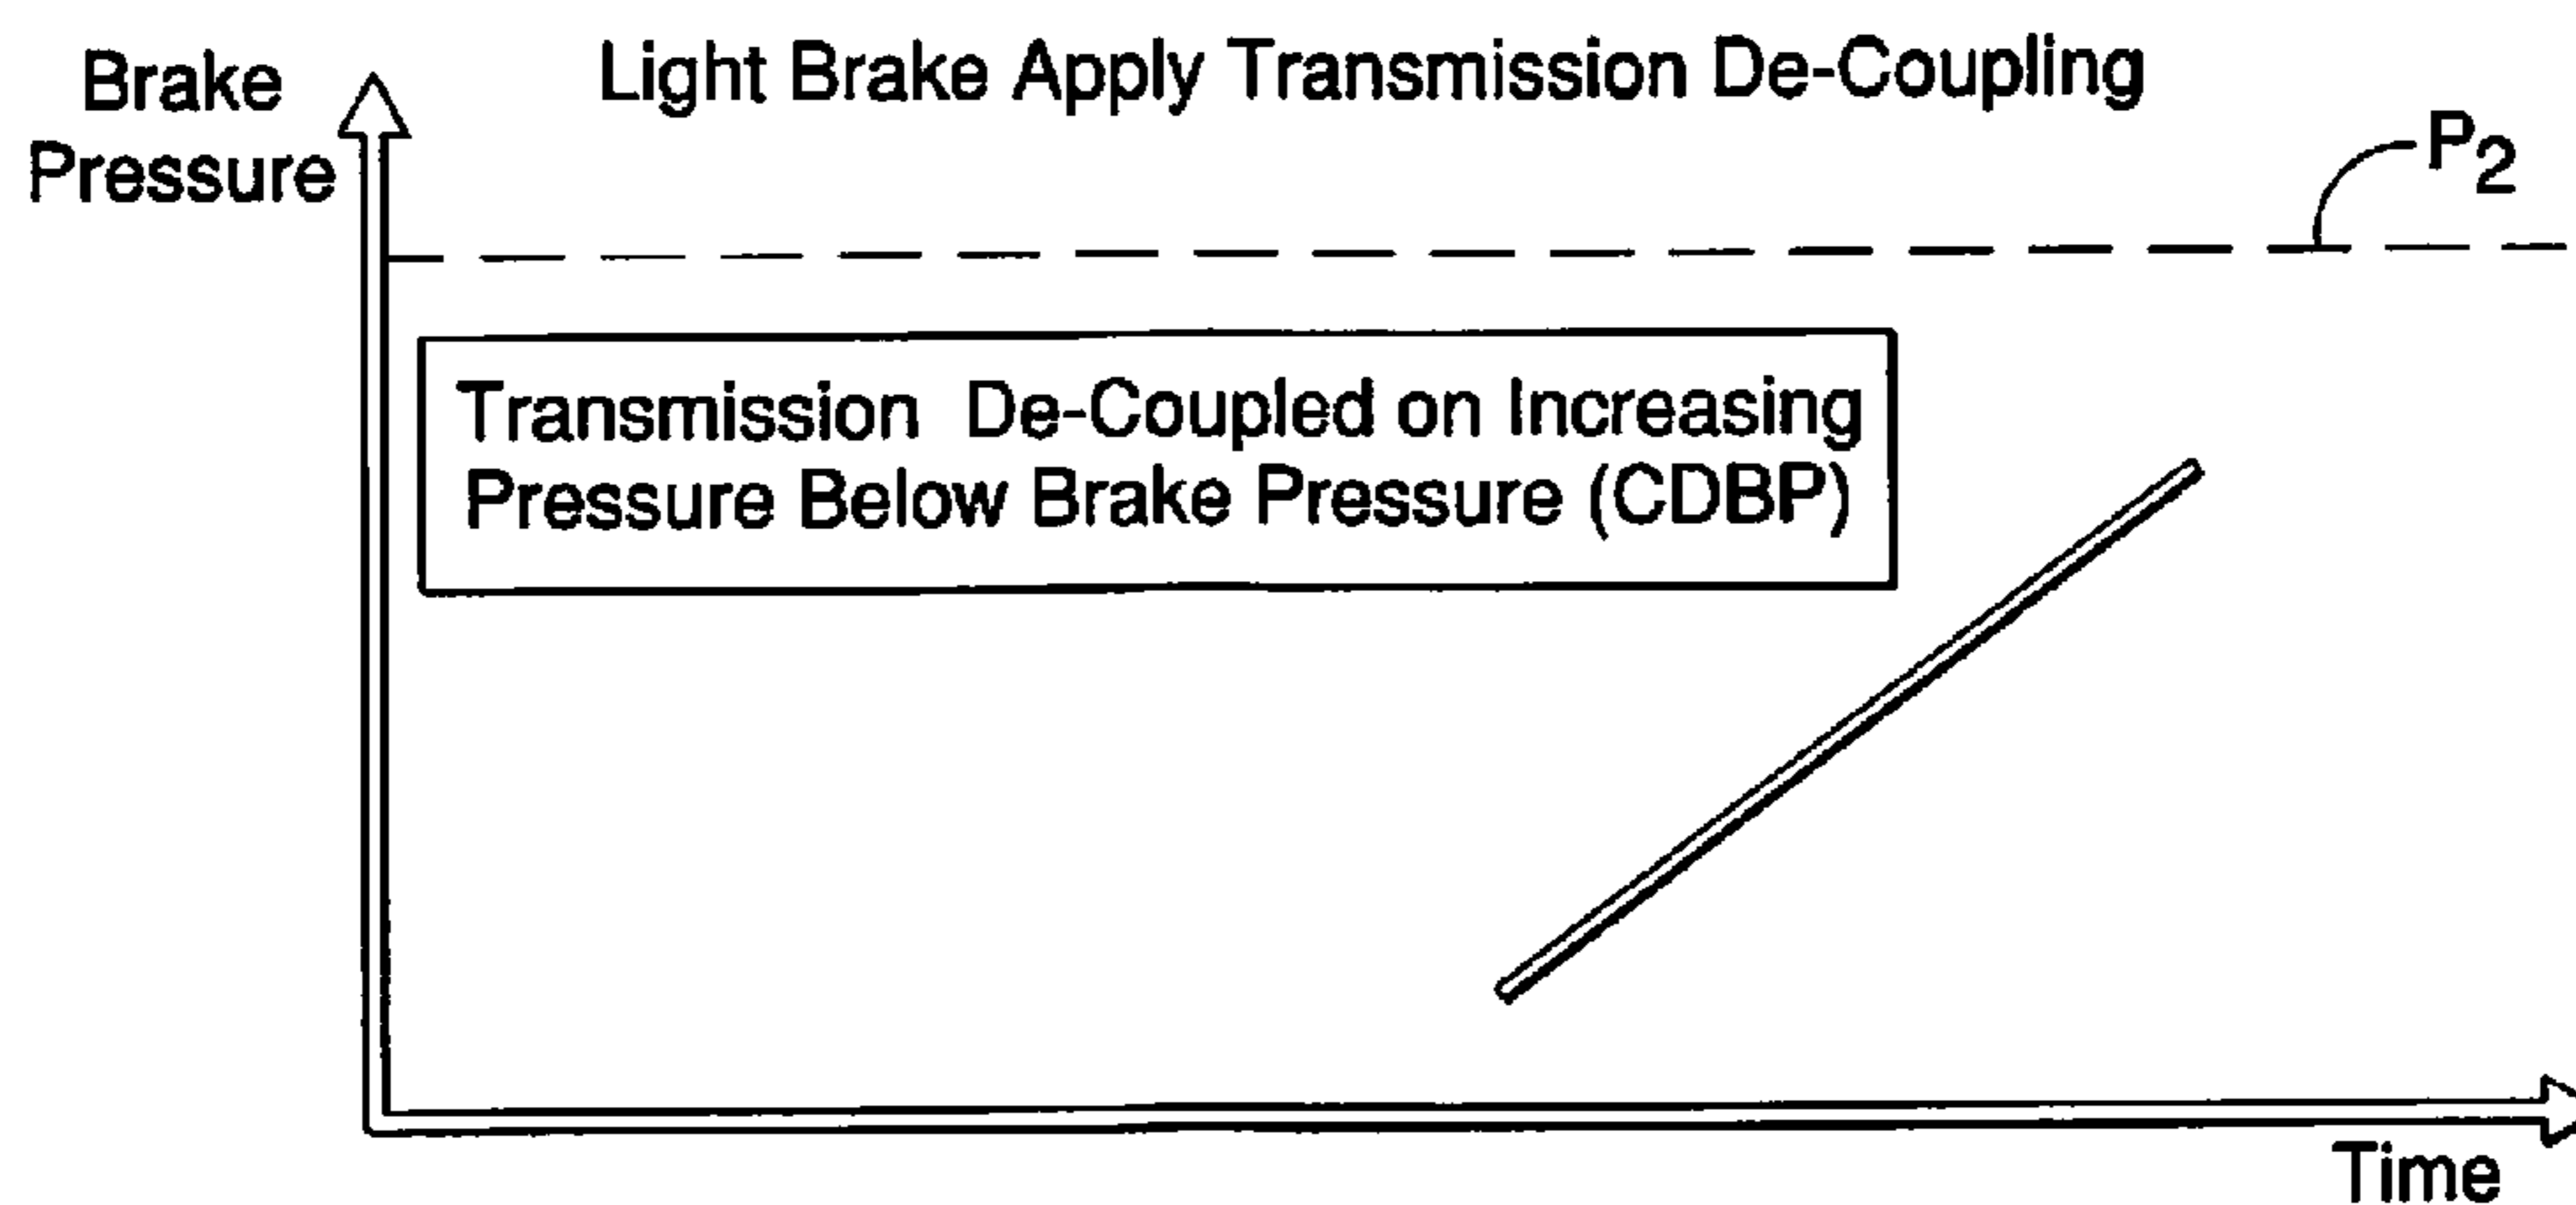 Light Brake Apply Transmission De-Coupling
Brake
Pressure
P2
Transmission De-Coupled on Increasing
Pressure Below Brake Pressure (CDBP)
Time